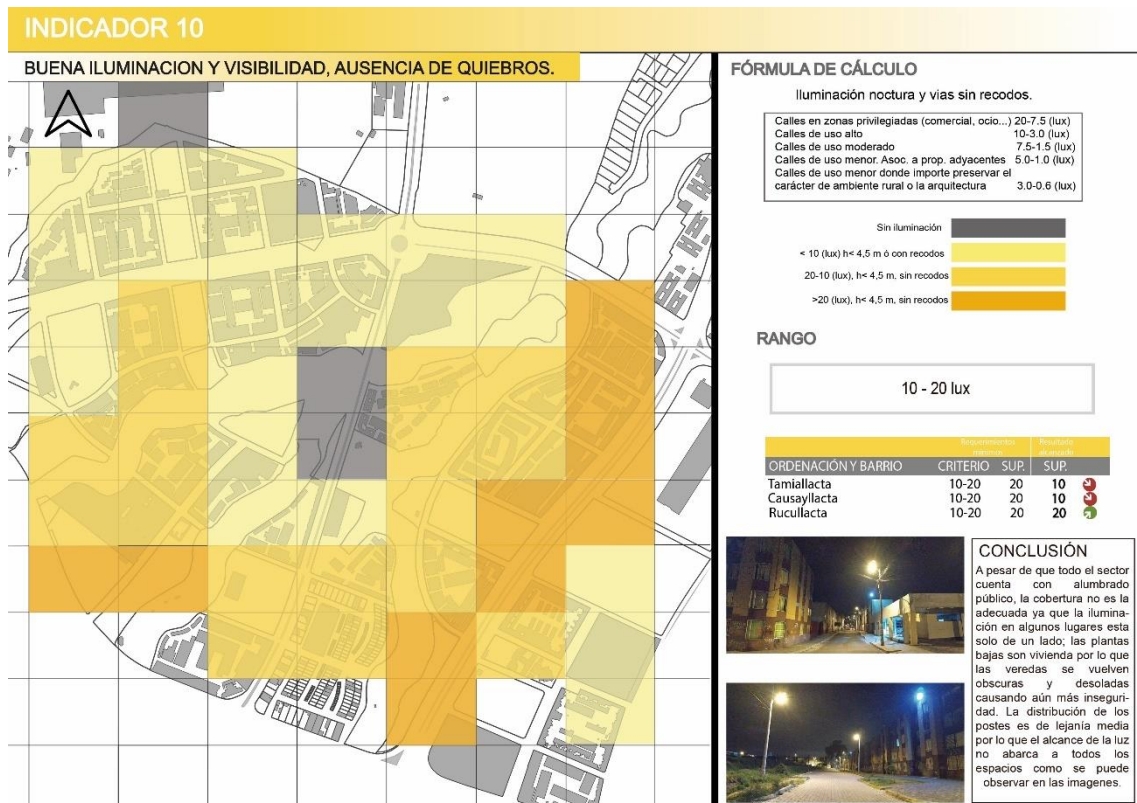 INDICADOR 10
BUENA ILUMINACION Y VISIBILIDAD, AUSENCIA DE QUIEBROS.
FÓRMULA DE CÁLCULO
Iluminación noctura y vias sin recodos.
Calles en zonas privilegiadas (comercial, ocio...) 20-7.5 (lux)
Calles de uso alto 10-3.0 (lux)
Calles de uso moderado 7.5-1.5 (lux)
Calles de uso menor. Asoc. a prop. adyacentes 5.0-1.0 (lux)
Calles de uso menor donde importe preservar el
carácter de ambiente rural o la arquitectura 3.0-0.6 (lux)
Sin iluminación
< 10 (lux) h< 4,5 m ó con recodos
20-10 (lux), h< 4,5 m, sin recodos
>20 (lux), h< 4,5 m, sin recodos
RANGO
10 - 20 lux
Requerimientos Resultado
mínimos alcanzado
ORDENACIÓN Y BARRIO CRITERIO SUP. SUP.
Tamiallacta 10-20 20 10
Causayllacta 10-20 20 10
Rucullacta 10-20 20 20
CONCLUSIÓN
A pesar de que todo el sector
cuenta con alumbrado
público, la cobertura no es la
adecuada ya que la ilumina-
ción en algunos lugares esta
solo de un lado; las plantas
bajas son vivienda por lo que
las veredas se vuelven
obscuras y desoladas
causando aún más inseguri-
dad. La distribución de los
postes es de lejanía media
por lo que el alcance de la luz
no abarca a todos los
espacios como se puede
observar en las imagenes.